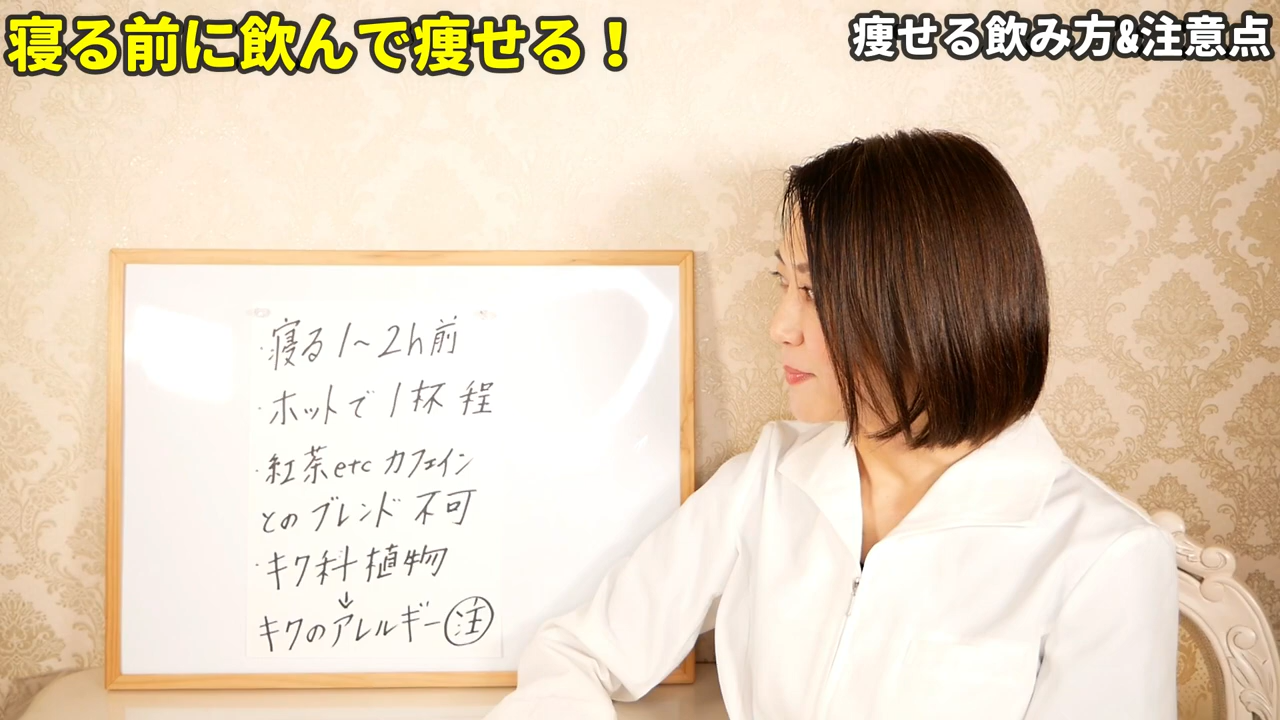 寝る前に飲んで痩せる！
痩せる飲み方&注意点
・寝る1～2h前
・ホットで1杯程
・紅茶etcカフェイン
とのブレンド不可
・キク科植物
↓
キクのアレルギー注